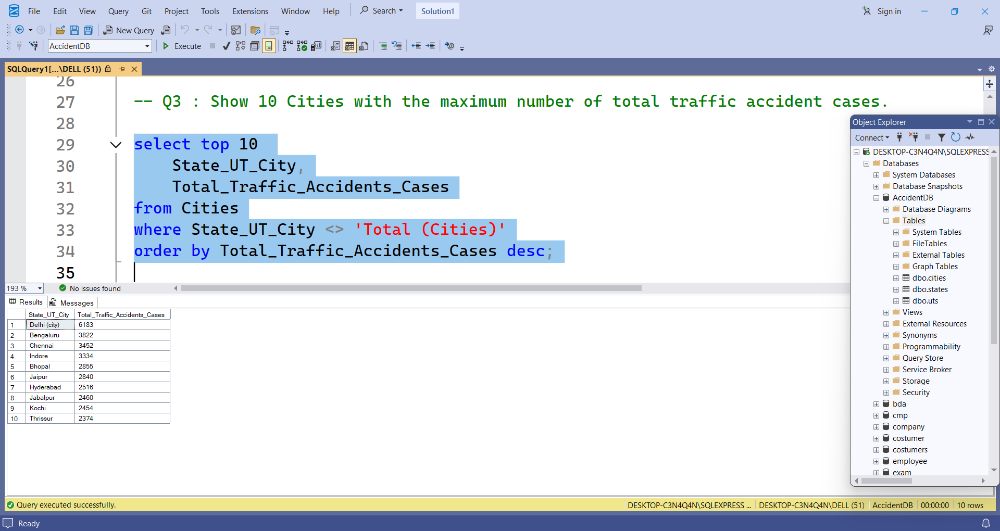 File Edit View Query Git Project Tools Extensions Window Help Search Solution1 Sign in
New Query
AccidentDB Execute
SQLQuery1[...\DELL (51))
26
27 -- Q3 : Show 10 Cities with the maximum number of total traffic accident cases.
28
29 select top 10
30 State_UT_City,
31 Total_Traffic_Accidents_Cases
32 from Cities
33 where State_UT_City <> 'Total (Cities)'
34 order by Total_Traffic_Accidents_Cases desc;
35
193 % No issues found
Results Messages
State_UT_City Total_Traffic_Accidents_Cases
1 Delhi (city) 6183
2 Bengaluru 3822
3 Chennai 3452
4 Indore 3334
5 Bhopal 2855
6 Jaipur 2840
7 Hyderabad 2516
8 Jabalpur 2460
9 Kochi 2454
10 Thrissur 2374
Object Explorer
Connect
DESKTOP-C3N4Q4N\SQLEXPRESS
Databases
System Databases
Database Snapshots
AccidentDB
Database Diagrams
Tables
System Tables
FileTables
External Tables
Graph Tables
dbo.cities
dbo.states
dbo.uts
Views
External Resources
Synonyms
Programmability
Query Store
Service Broker
Storage
Security
bda
cmp
company
costumer
costumers
employee
exam
Query executed successfully. DESKTOP-C3N4Q4N\SQLEXPRESS ... DESKTOP-C3N4Q4N\DELL (51) AccidentDB 00:00:00 10 rows
Ready